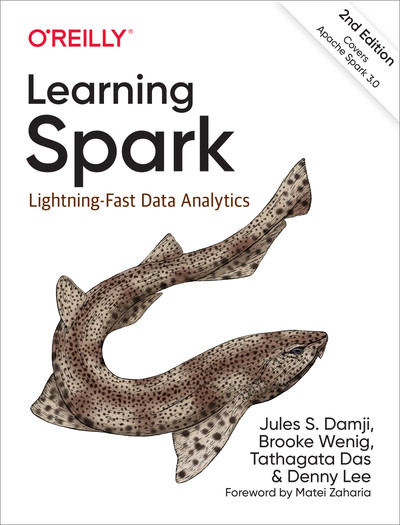 O'REILLY®
2nd Edition
Covers
Apache Spark 3.0
Learning
Spark
Lightning-Fast Data Analytics
Jules S. Damji,
Brooke Wenig,
Tathagata Das
& Denny Lee
Foreword by Matei Zaharia